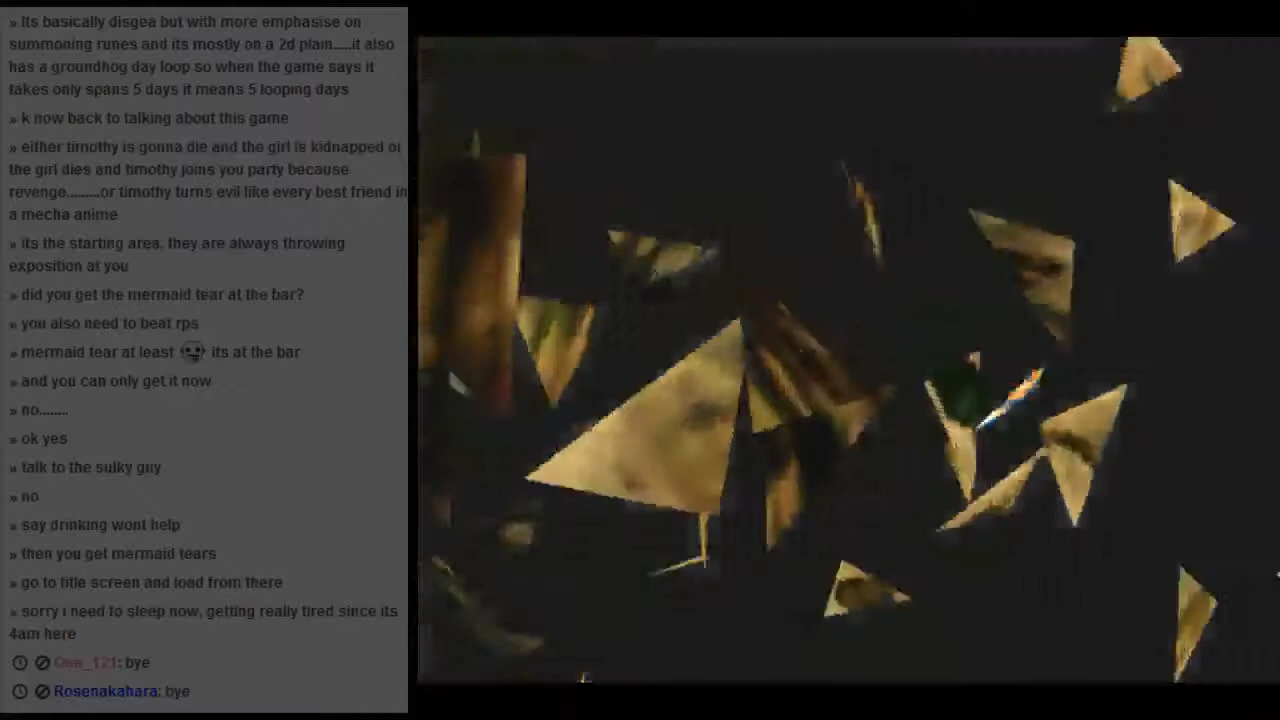 » Its basically disgea but with more emphasise on
summoning runes and its mostly on a 2d plain.....it also
has a groundhog day loop so when the game says it
takes only spans 5 days it means 5 looping days
» k now back to talking about this game
» either timothy is gonna die and the girl is kidnapped or
the girl dies and timothy joins you party because
revenge.........or timothy turns evil like every best friend in
a mecha anime
» its the starting area, they are always throwing
exposition at you
» did you get the mermaid tear at the bar?
» you also need to beat rps
» mermaid tear at least its at the bar
» and you can only get it now
» no........
» ok yes
» talk to the sulky guy
» no
» say drinking wont help
» then you get mermaid tears
» go to title screen and load from there
» sorry i need to sleep now, getting really tired since its
4am here
One_121: bye
Rosenakahara: bye